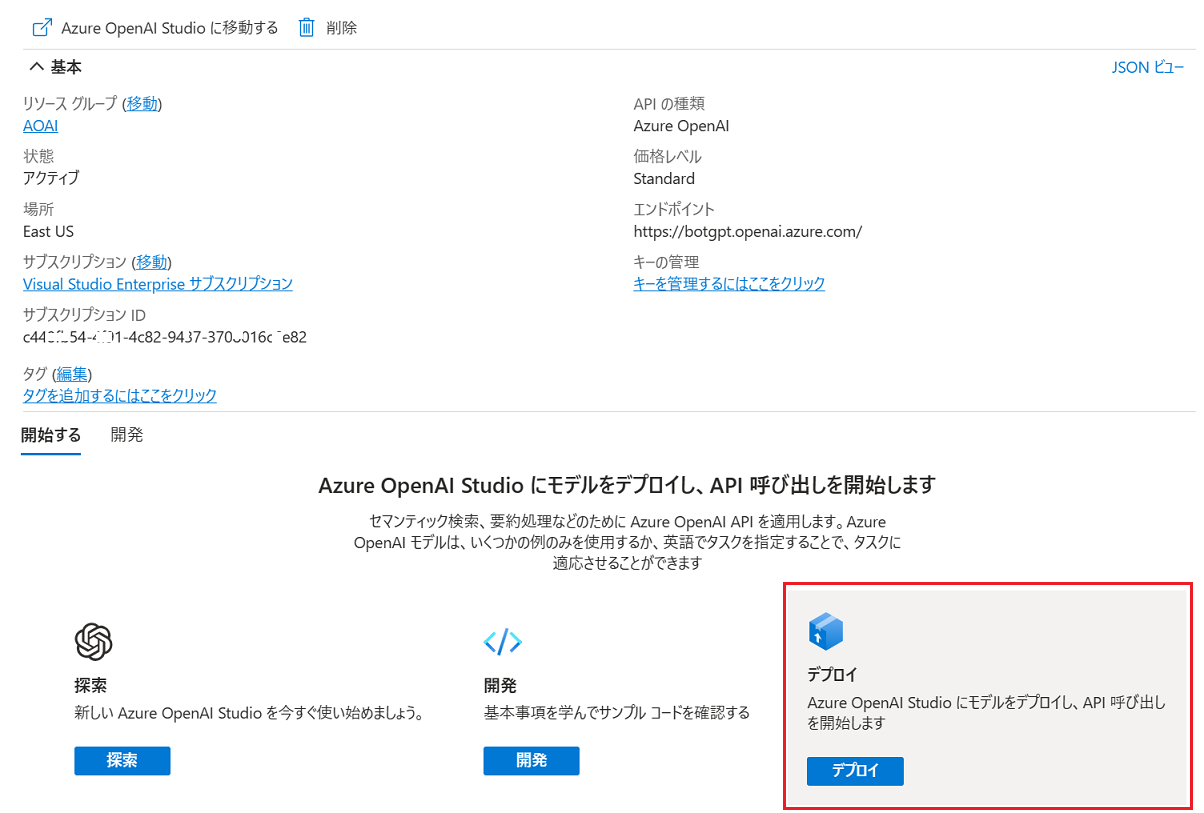 Azure OpenAI Studio に移動する 削除
基本
JSON ビュー
リソース グループ (移動)
AOAI
状態
アクティブ
場所
East US
サブスクリプション (移動)
Visual Studio Enterprise サブスクリプション
サブスクリプション ID
タグ (編集)
タグを追加するにはここをクリック
API の種類
Azure OpenAI
価格レベル
Standard
エンドポイント
https://botgpt.openai.azure.com/
キーの管理
キーを管理するにはここをクリック
開始する 開発
Azure OpenAI Studio にモデルをデプロイし、API 呼び出しを開始します
セマンティック検索、要約処理などのために Azure OpenAI API を適用します。Azure
OpenAI モデルは、いくつかの例のみを使用するか、英語でタスクを指定することで、タスクに
適応させることができます
探索
新しい Azure OpenAI Studio を今すぐ使い始めましょう。
探索
開発
基本事項を学んでサンプル コードを確認する
開発
デプロイ
Azure OpenAI Studio にモデルをデプロイし、API 呼び出し
を開始します
デプロイ